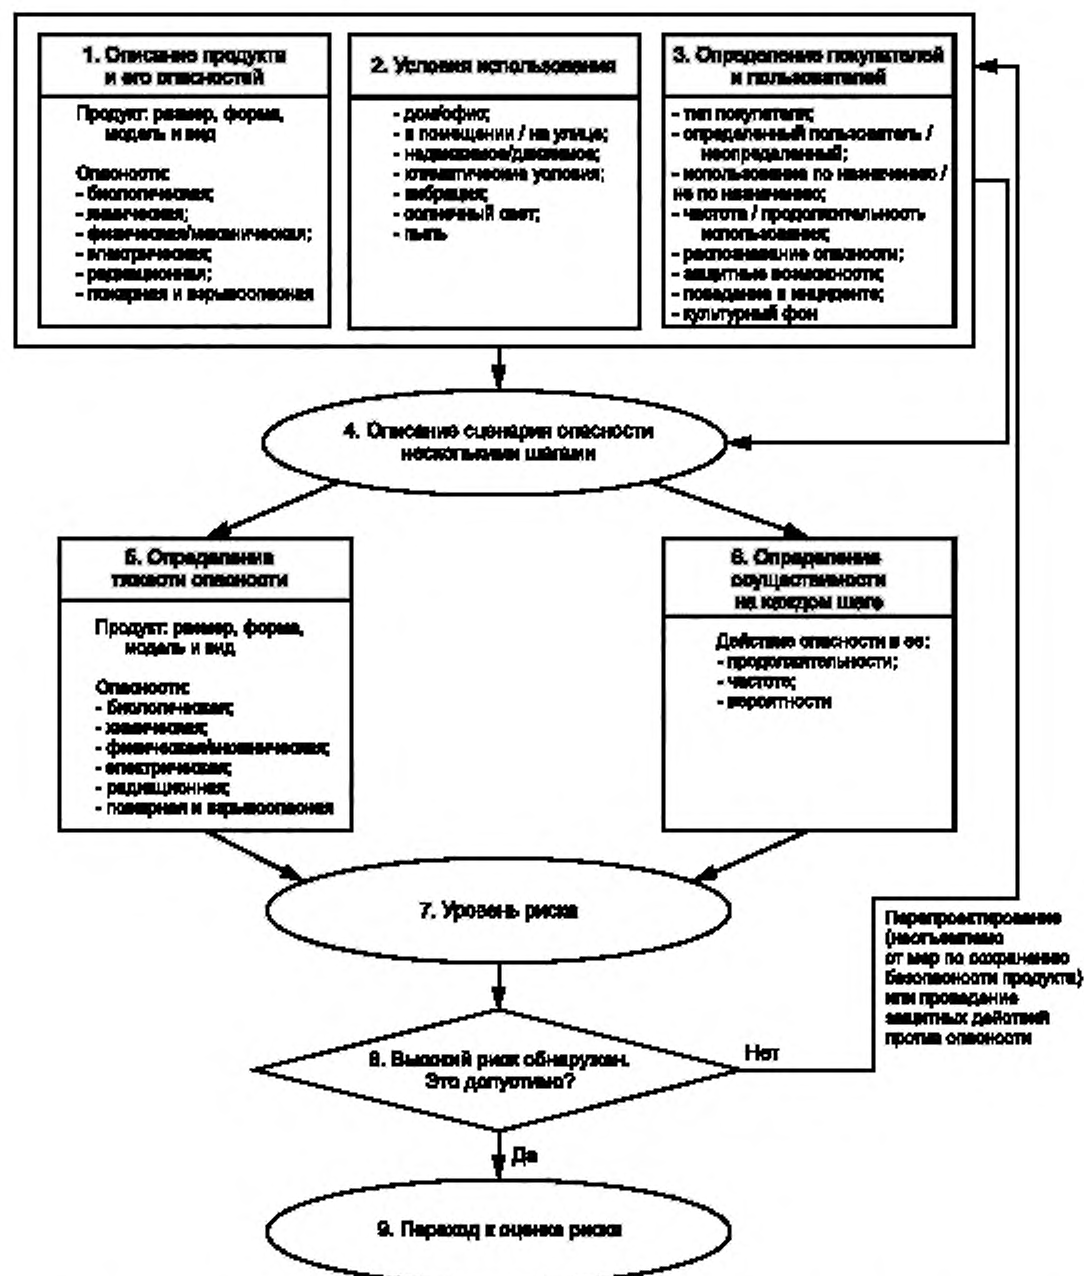 1. Описание продукта
и его опасностей
Продукт: размер, форма,
модель и вид
Опасности:
- биологическая;
- химическая;
- физическая/механическая;
- электрическая;
- радиационная;
- пожарная и взрывоопасная
2. Условия использования
- дом/офис;
- в помещении / на улице;
- недвижимое/движимое;
- климатические условия;
- вибрация;
- солнечный свет;
- пыль
3. Определение покупателей
и пользователей
- тип покупателя;
- определенный пользователь /
неопределенный;
- использование по назначению /
не по назначению;
- частота / продолжительность
использования;
- распознавание опасности;
- защитные возможности;
- поведение в инциденте;
- культурный фон
4. Описание сценария опасности
несколькими шагами
5. Определение
тяжести опасности
Продукт: размер, форма,
модель и вид
Опасности:
- биологическая;
- химическая;
- физическая/механическая;
- электрическая;
- радиационная;
- пожарная и взрывоопасная
6. Определение
осуществимости
на каждом шаге
Действие опасности в ее:
- продолжительности;
- частоте;
- вероятности
7. Уровень риска
Перепроектирование
(неотъемлемо
от мер по сохранению
безопасности продукта)
или проведение
защитных действий
против опасности
8. Высокий риск обнаружен.
Это допустимо?
Нет
Да
9. Переход к оценке риска